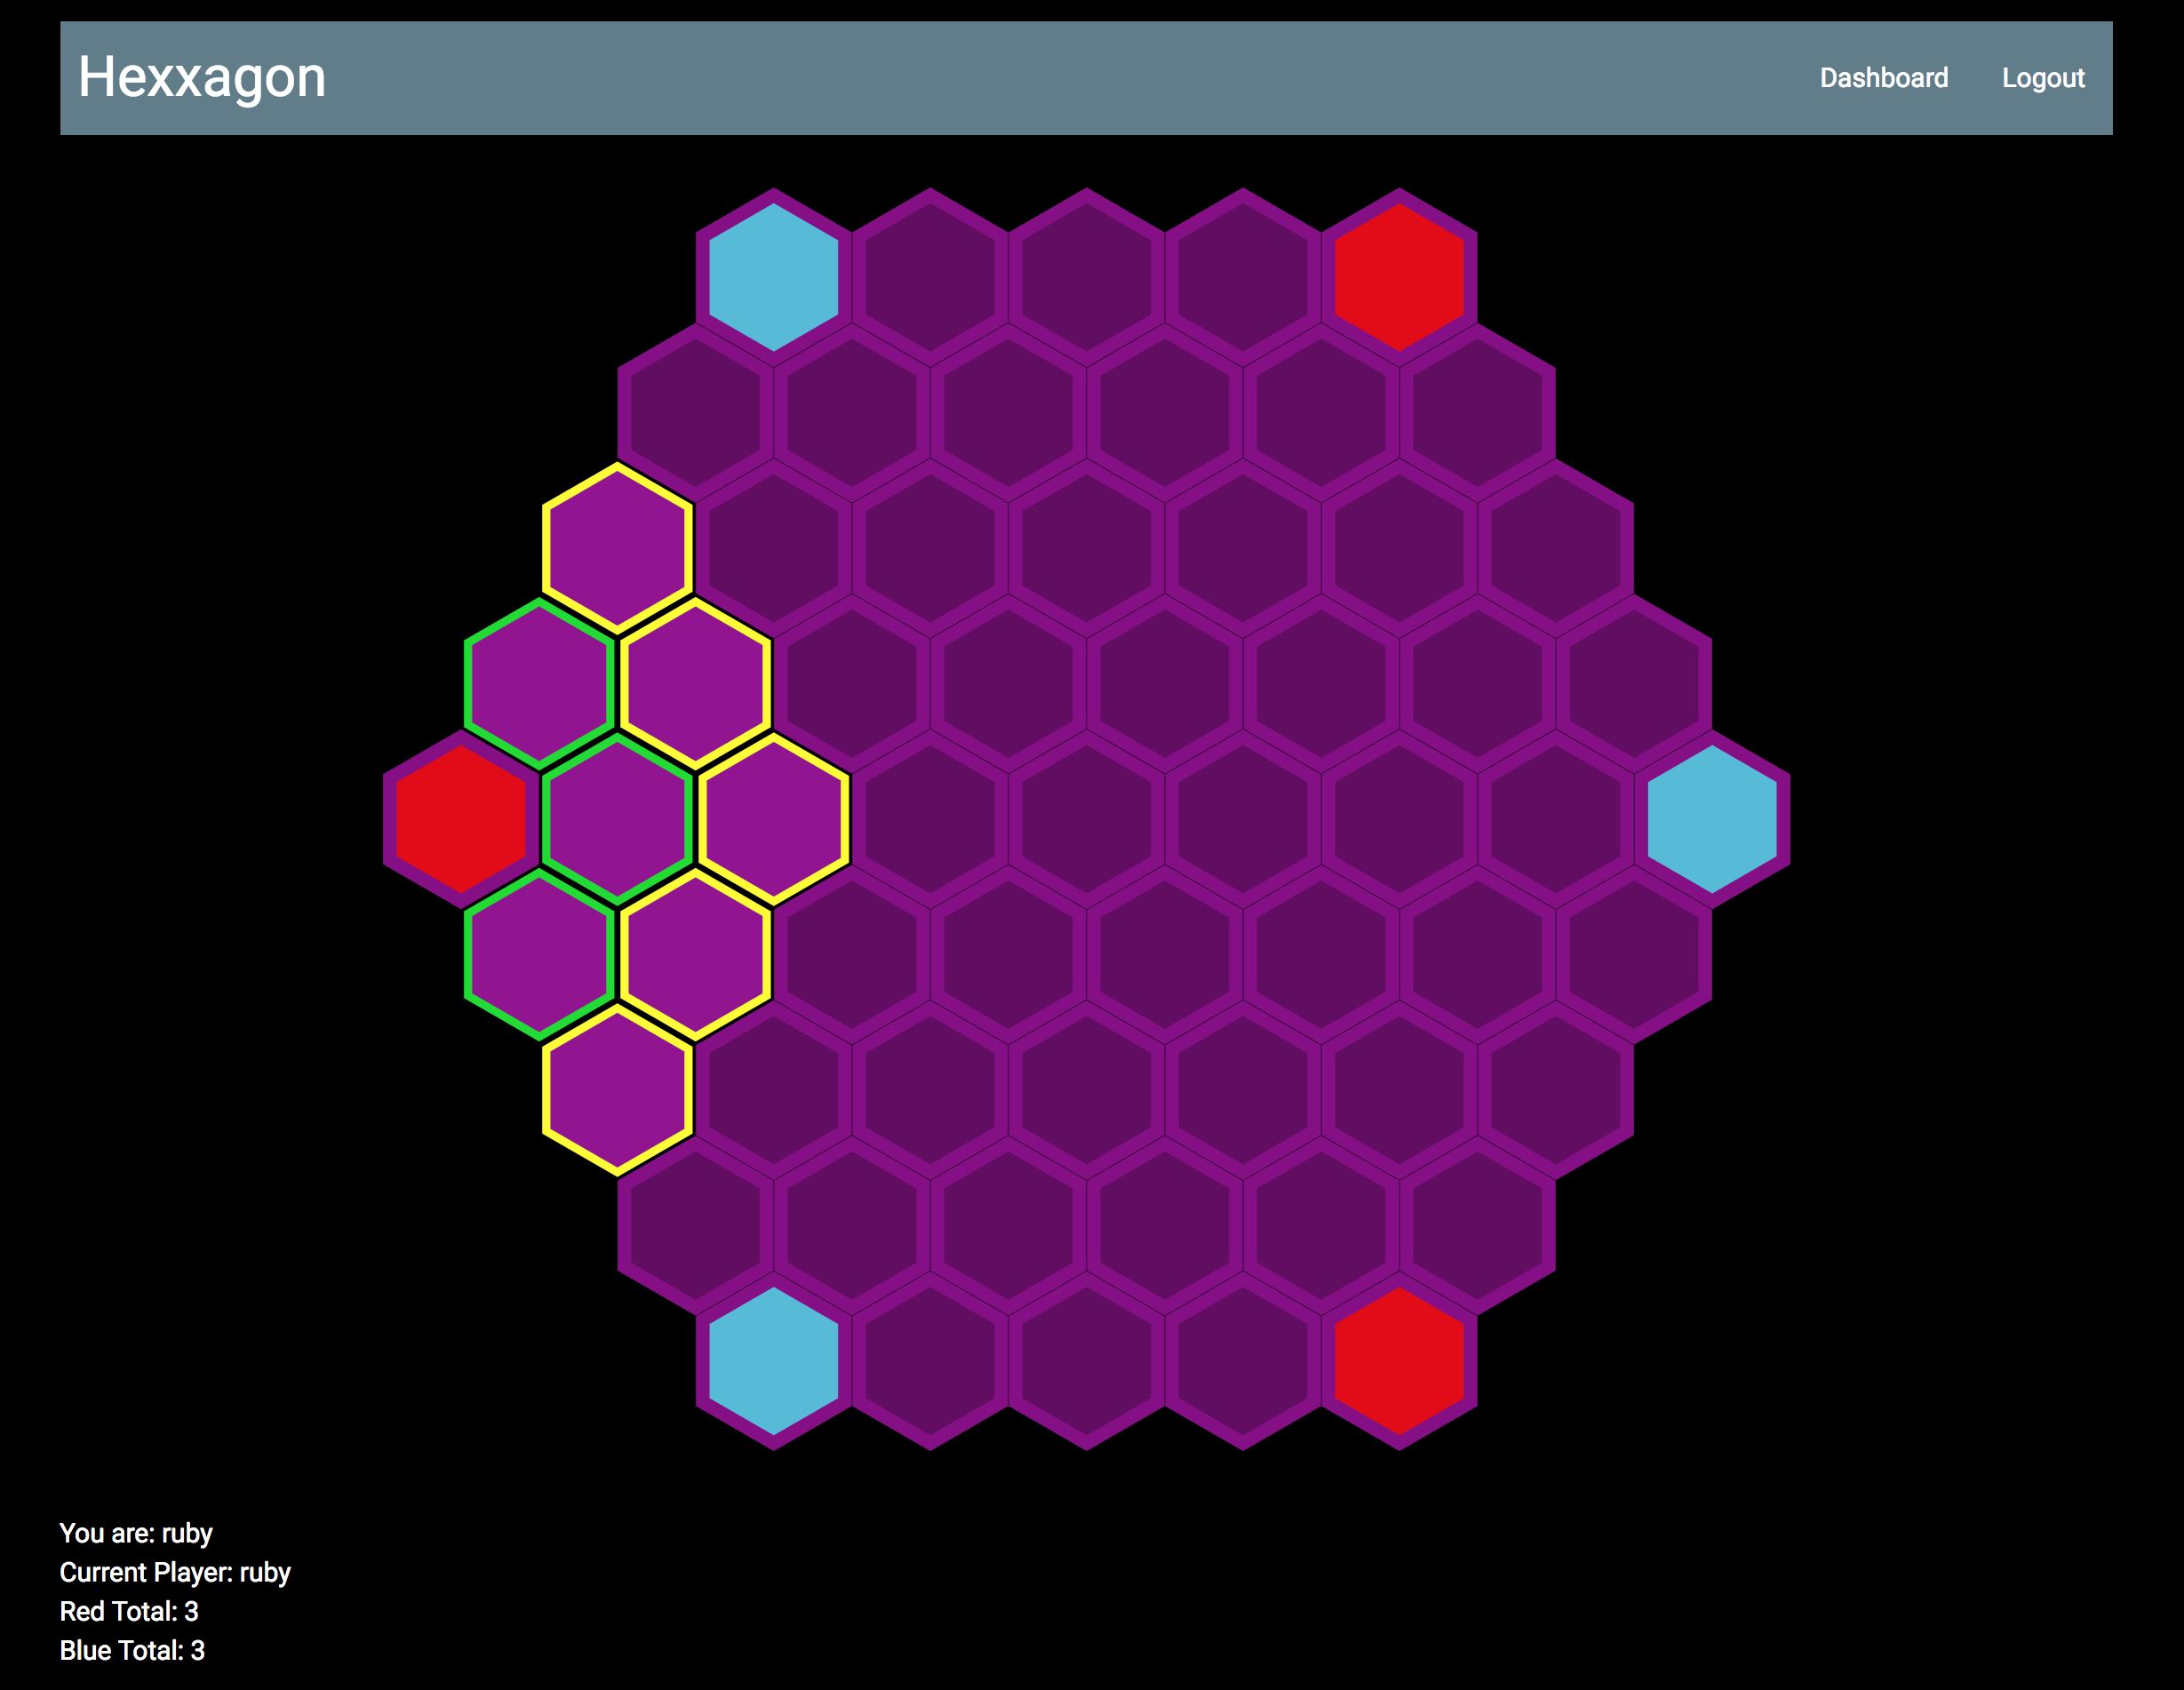 Hexxagon
Dashboard Logout
You are: ruby
Current Player: ruby
Red Total: 3
Blue Total: 3